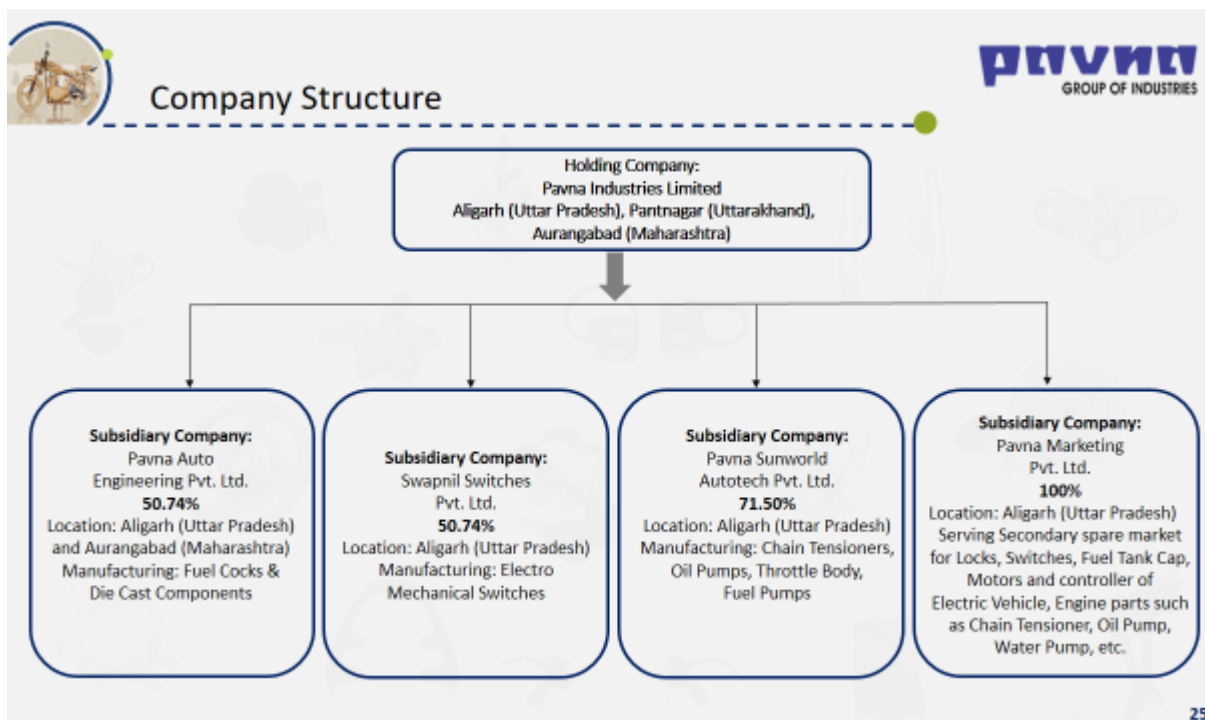 pavna
GROUP OF INDUSTRIES
Company Structure
Holding Company:
Pavna Industries Limited
Aligarh (Uttar Pradesh), Pantnagar (Uttarakhand),
Aurangabad (Maharashtra)
Subsidiary Company:
Pavna Auto
Engineering Pvt. Ltd.
50.74%
Location: Aligarh (Uttar Pradesh)
and Aurangabad (Maharashtra)
Manufacturing: Fuel Cocks &
Die Cast Components
Subsidiary Company:
Swapnil Switches
Pvt. Ltd.
50.74%
Location: Aligarh (Uttar Pradesh)
Manufacturing: Electro
Mechanical Switches
Subsidiary Company:
Pavna Sunworld
Autotech Pvt. Ltd.
71.50%
Location: Aligarh (Uttar Pradesh)
Manufacturing: Chain Tensioners,
Oil Pumps, Throttle Body,
Fuel Pumps
Subsidiary Company:
Pavna Marketing
Pvt. Ltd.
100%
Location: Aligarh (Uttar Pradesh)
Serving Secondary spare market
for Locks, Switches, Fuel Tank Cap,
Motors and controller of
Electric Vehicle, Engine parts such
as Chain Tensioner, Oil Pump,
Water Pump, etc.
25